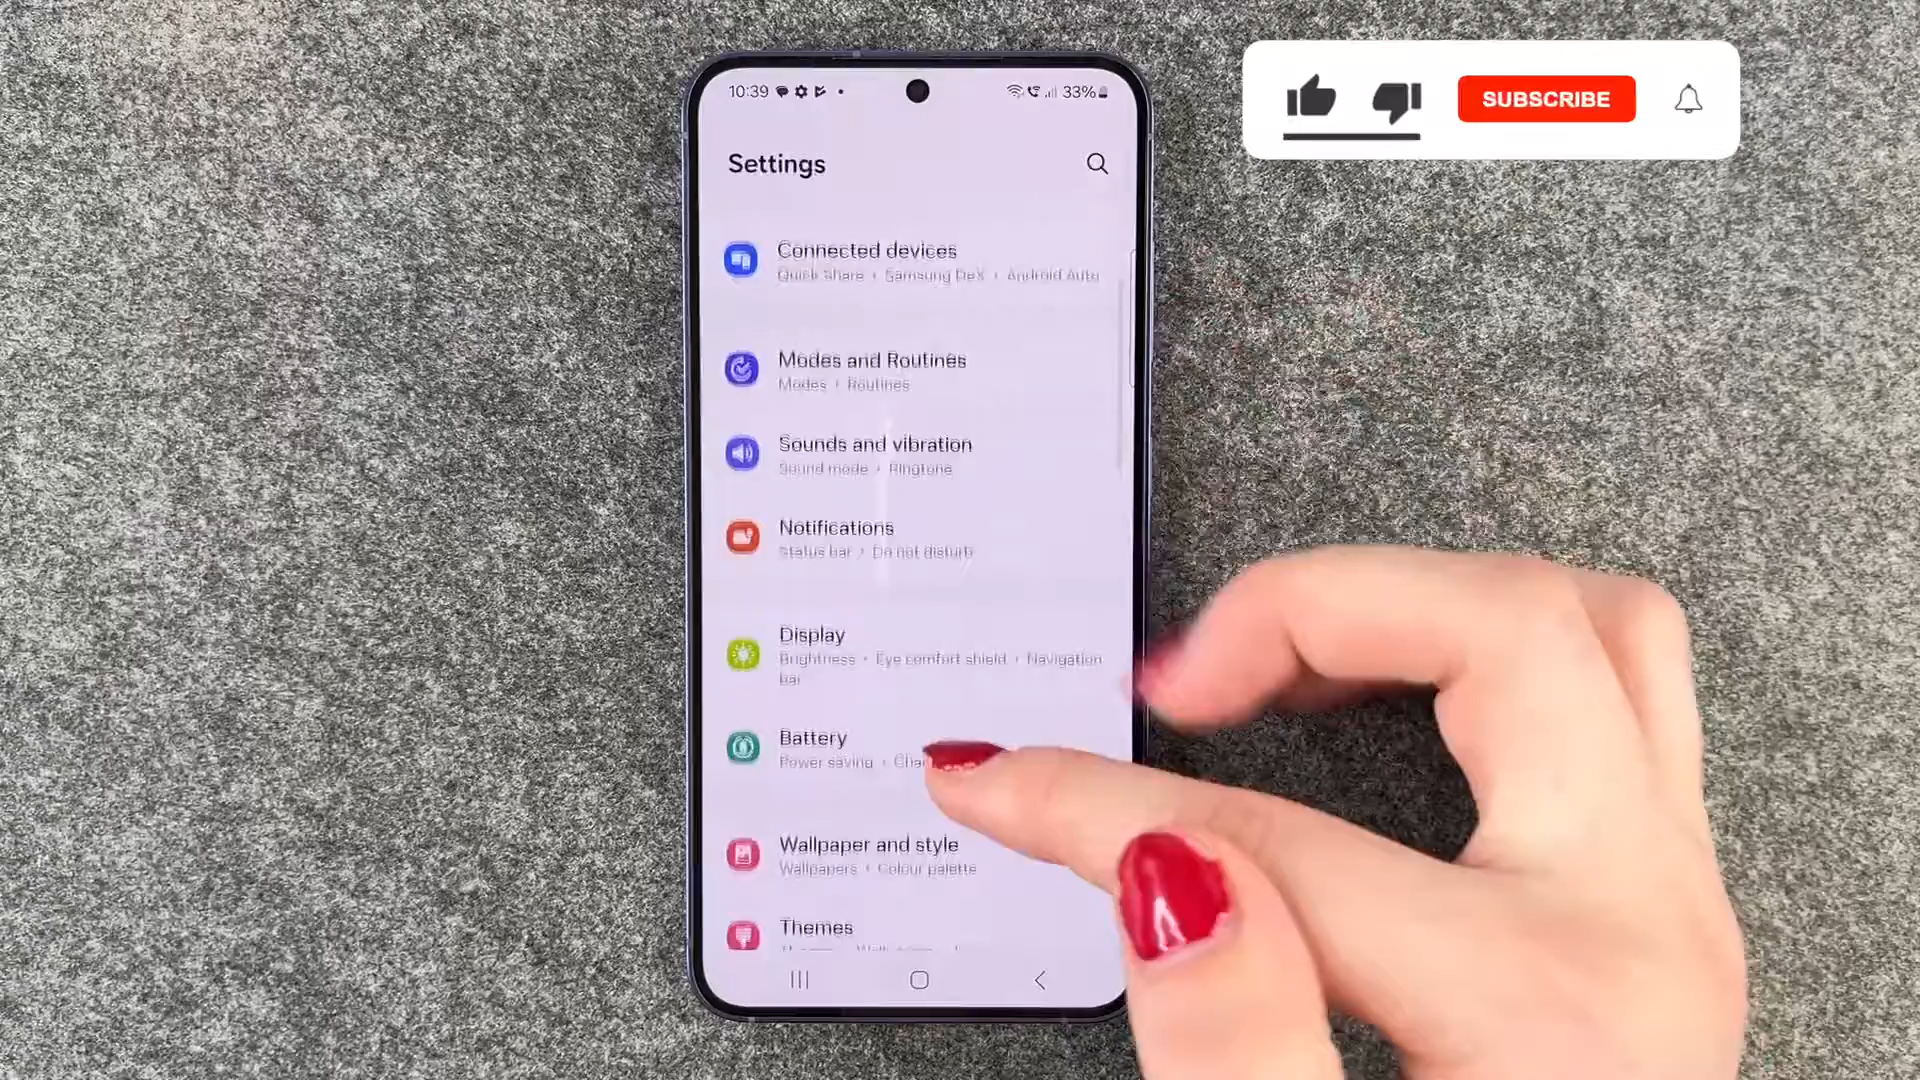 10:39
33%
SUBSCRIBE
Settings
Connected devices
Quick Share • Samsung DeX • Android Auto
Modes and Routines
Modes • Routines
Sounds and vibration
Sound mode • Ringtone
Notifications
Status bar • Do not disturb
Display
Brightness • Eye comfort shield • Navigation
bar
Battery
Power saving •
Wallpaper and style
Wallpapers • Colour palette
Themes